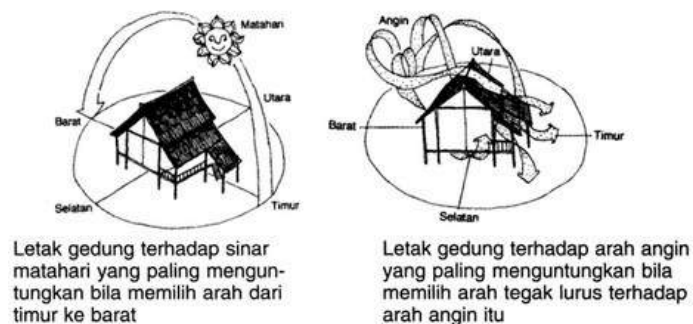 Matahari
Utara
Barat
Selatan
Timur
Letak gedung terhadap sinar
matahari yang paling mengun-
tungkan bila memilih arah dari
timur ke barat
Angin
Utara
Barat
Timur
Selatan
Letak gedung terhadap arah angin
yang paling menguntungkan bila
memilih arah tegak lurus terhadap
arah angin itu